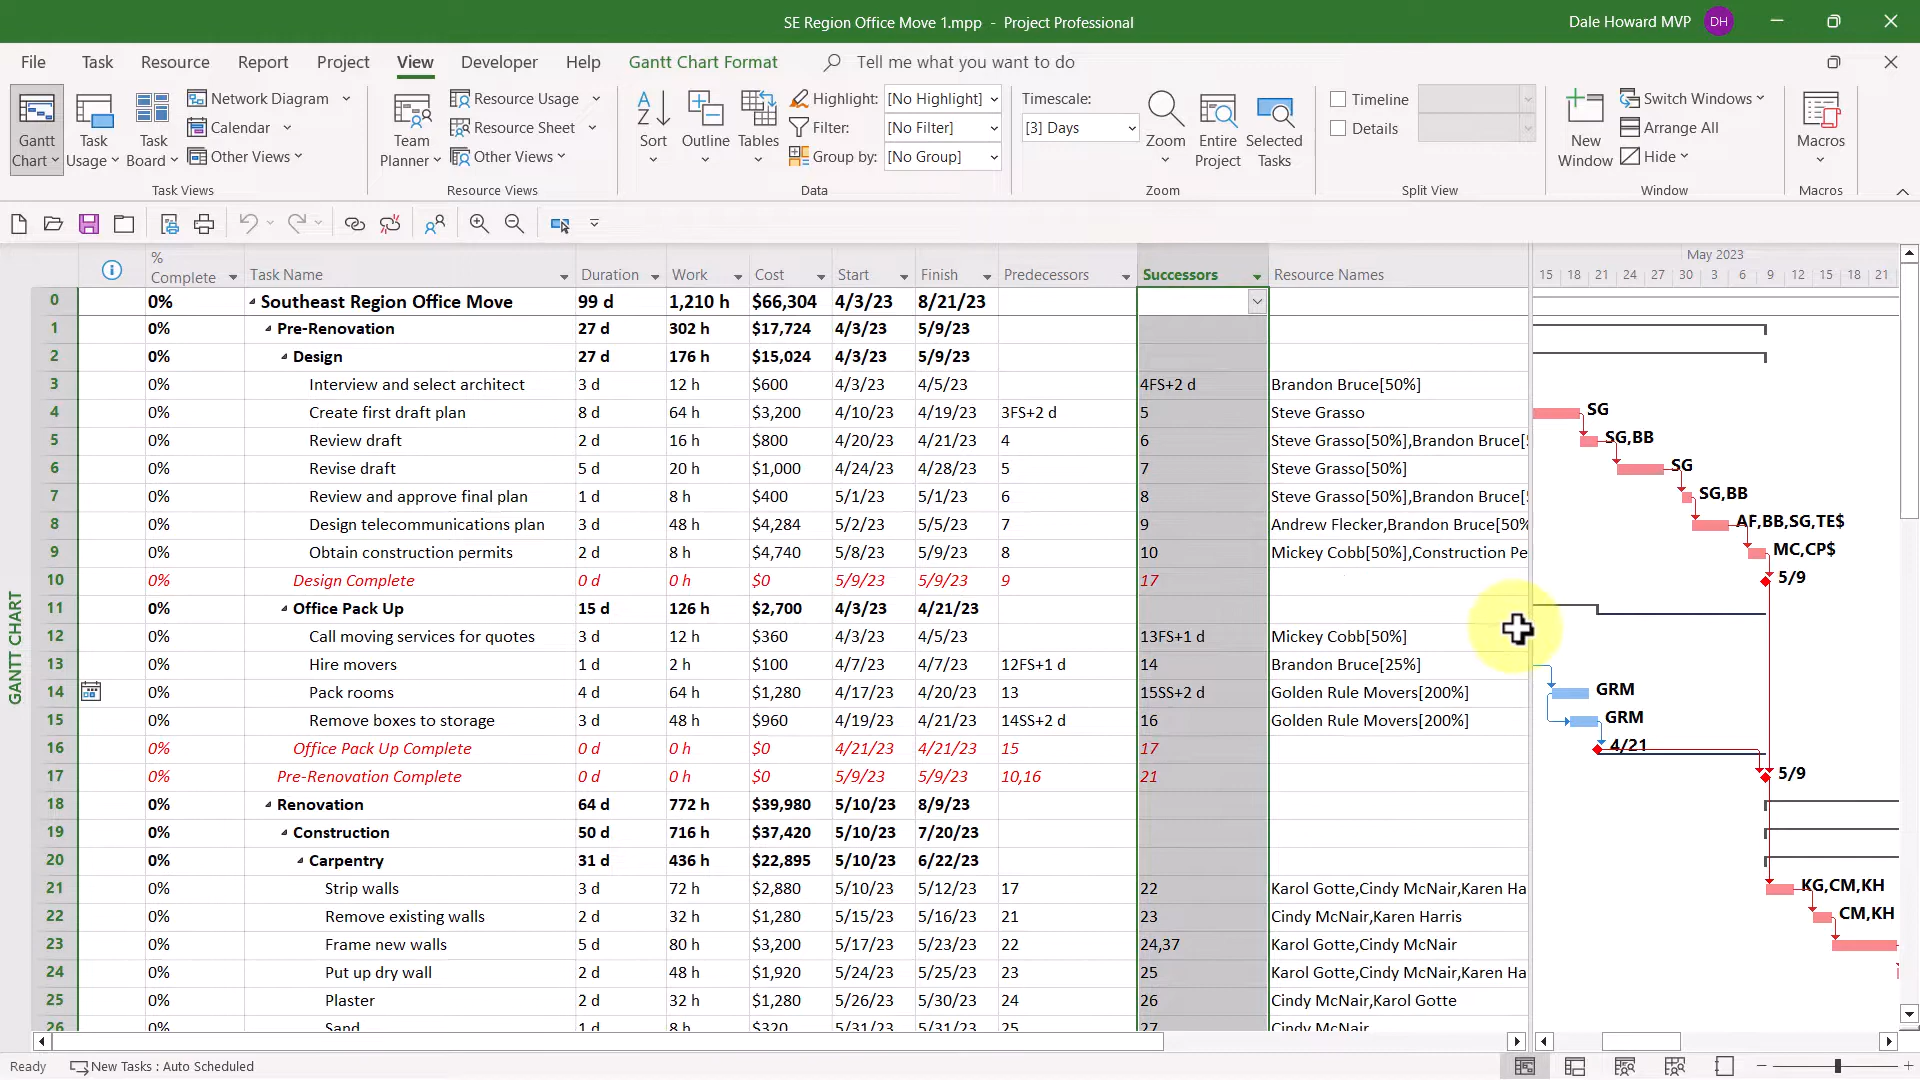 SE Region Office Move 1.mpp - Project Professional
Dale Howard MVP DH
File Task Resource Report Project View Developer Help Gantt Chart Format Tell me what you want to do
Gantt Chart
Task Usage
Task Board
Network Diagram
Calendar
Other Views
Task Views
Team Planner
Resource Usage
Resource Sheet
Other Views
Resource Views
Sort
Outline
Tables
Highlight: [No Highlight]
Filter: [No Filter]
Group by: [No Group]
Data
Timescale:
[3] Days
Zoom
Entire Project
Selected Tasks
Zoom
Timeline
Details
Split View
New Window
Switch Windows
Arrange All
Hide
Window
Macros
Macros
% Complete Task Name Duration Work Cost Start Finish Predecessors Successors Resource Names
May 2023
15 18 21 24 27 30 3 6 9 12 15 18 21
0 0% Southeast Region Office Move 99 d 1,210 h $66,304 4/3/23 8/21/23
1 0% Pre-Renovation 27 d 302 h $17,724 4/3/23 5/9/23
2 0% Design 27 d 176 h $15,024 4/3/23 5/9/23
3 0% Interview and select architect 3 d 12 h $600 4/3/23 4/5/23 4FS+2 d Brandon Bruce[50%]
4 0% Create first draft plan 8 d 64 h $3,200 4/10/23 4/19/23 3FS+2 d 5 Steve Grasso SG
5 0% Review draft 2 d 16 h $800 4/20/23 4/21/23 4 6 Steve Grasso[50%],Brandon Bruce[5 SG,BB
6 0% Revise draft 5 d 20 h $1,000 4/24/23 4/28/23 5 7 Steve Grasso[50%] SG
7 0% Review and approve final plan 1 d 8 h $400 5/1/23 5/1/23 6 8 Steve Grasso[50%],Brandon Bruce[5 SG,BB
8 0% Design telecommunications plan 3 d 48 h $4,284 5/2/23 5/5/23 7 9 Andrew Flecker,Brandon Bruce[50% AF,BB,SG,TE$
9 0% Obtain construction permits 2 d 8 h $4,740 5/8/23 5/9/23 8 10 Mickey Cobb[50%],Construction Pe MC,CP$
10 0% Design Complete 0 d 0 h $0 5/9/23 5/9/23 9 17 5/9
11 0% Office Pack Up 15 d 126 h $2,700 4/3/23 4/21/23
12 0% Call moving services for quotes 3 d 12 h $360 4/3/23 4/5/23 13FS+1 d Mickey Cobb[50%]
13 0% Hire movers 1 d 2 h $100 4/7/23 4/7/23 12FS+1 d 14 Brandon Bruce[25%]
14 0% Pack rooms 4 d 64 h $1,280 4/17/23 4/20/23 13 15SS+2 d Golden Rule Movers[200%] GRM
15 0% Remove boxes to storage 3 d 48 h $960 4/19/23 4/21/23 14SS+2 d 16 Golden Rule Movers[200%] GRM
16 0% Office Pack Up Complete 0 d 0 h $0 4/21/23 4/21/23 15 17 4/21
17 0% Pre-Renovation Complete 0 d 0 h $0 5/9/23 5/9/23 10,16 21 5/9
18 0% Renovation 64 d 772 h $39,980 5/10/23 8/9/23
19 0% Construction 50 d 716 h $37,420 5/10/23 7/20/23
20 0% Carpentry 31 d 436 h $22,895 5/10/23 6/22/23
21 0% Strip walls 3 d 72 h $2,880 5/10/23 5/12/23 17 22 Karol Gotte,Cindy McNair,Karen Ha KG,CM,KH
22 0% Remove existing walls 2 d 32 h $1,280 5/15/23 5/16/23 21 23 Cindy McNair,Karen Harris CM,KH
23 0% Frame new walls 5 d 80 h $3,200 5/17/23 5/23/23 22 24,37 Karol Gotte,Cindy McNair
24 0% Put up dry wall 2 d 48 h $1,920 5/24/23 5/25/23 23 25 Karol Gotte,Cindy McNair,Karen Ha
25 0% Plaster 2 d 32 h $1,280 5/26/23 5/30/23 24 26 Cindy McNair,Karol Gotte
26 0% Sand 1 d 8 h $320 5/31/23 5/31/23 25 27 Cindy McNair
GANTT CHART
Ready New Tasks : Auto Scheduled